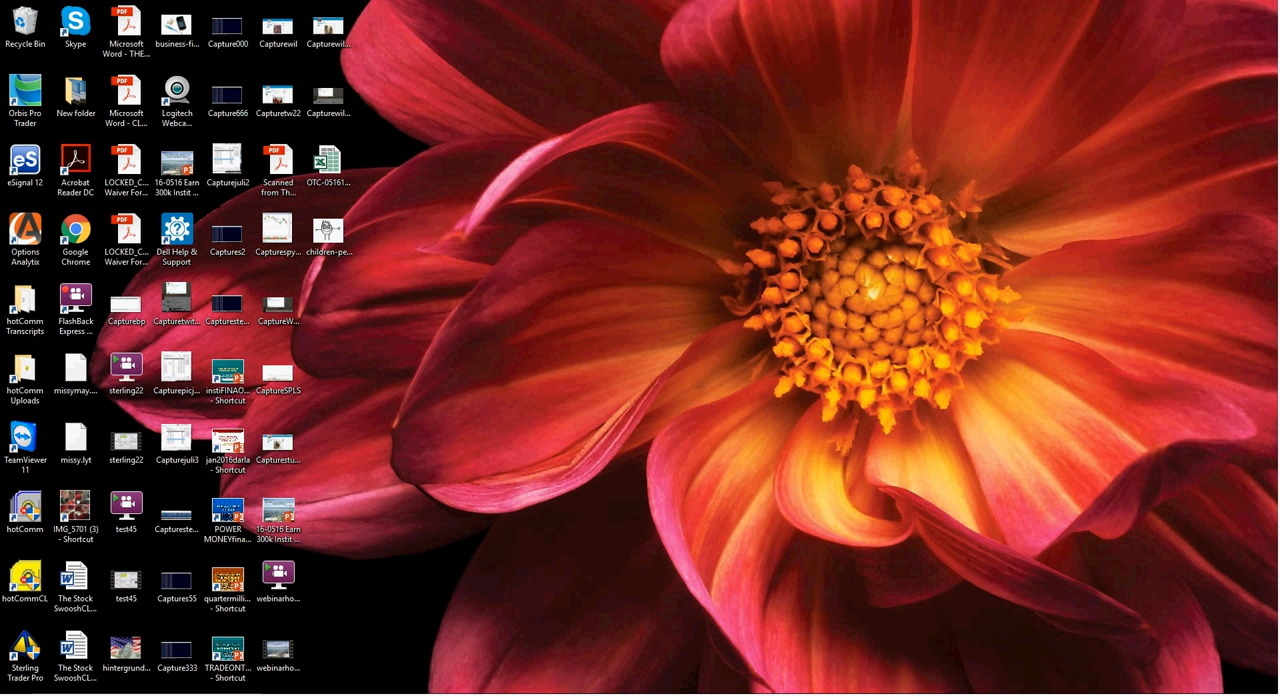 Recycle Bin
Skype
Microsoft
Word - THE...
business-fi...
Capture000
Capturewil
Capturewil...
Orbis Pro
Trader
New folder
Microsoft
Word - CL...
Logitech
Webca...
Capture666
Capturetw22
Capturewil...
eSignal 12
Acrobat
Reader DC
LOCKED_C...
Waiver For...
16-0516 Earn
300k Instit ...
Capturejuli2
Scanned
from Th...
OTC-05161...
Options
Analytix
Google
Chrome
LOCKED_C...
Waiver For...
Dell Help &
Support
Captures2
Capturespy...
children-pe...
hotComm
Transcripts
FlashBack
Express ...
Capturebp
Capturetwit...
Captureste...
CaptureW...
hotComm
Uploads
missymay....
sterling22
Capturepicj...
instiFINAO...
- Shortcut
CaptureSPLS
TeamViewer
11
missy.lyt
sterling22
Capturejuli3
jan2016darla
- Shortcut
Capturestu...
hotComm
IMG_5701 (3)
- Shortcut
test45
Captureste...
POWER
MONEYfina...
16-0516 Earn
300k Instit ...
hotCommCL
The Stock
SwooshCL...
test45
Captures55
quartermilli...
- Shortcut
webinarho...
Sterling
Trader Pro
The Stock
SwooshCL...
hintergrund...
Capture333
TRADEONT...
- Shortcut
webinarho...